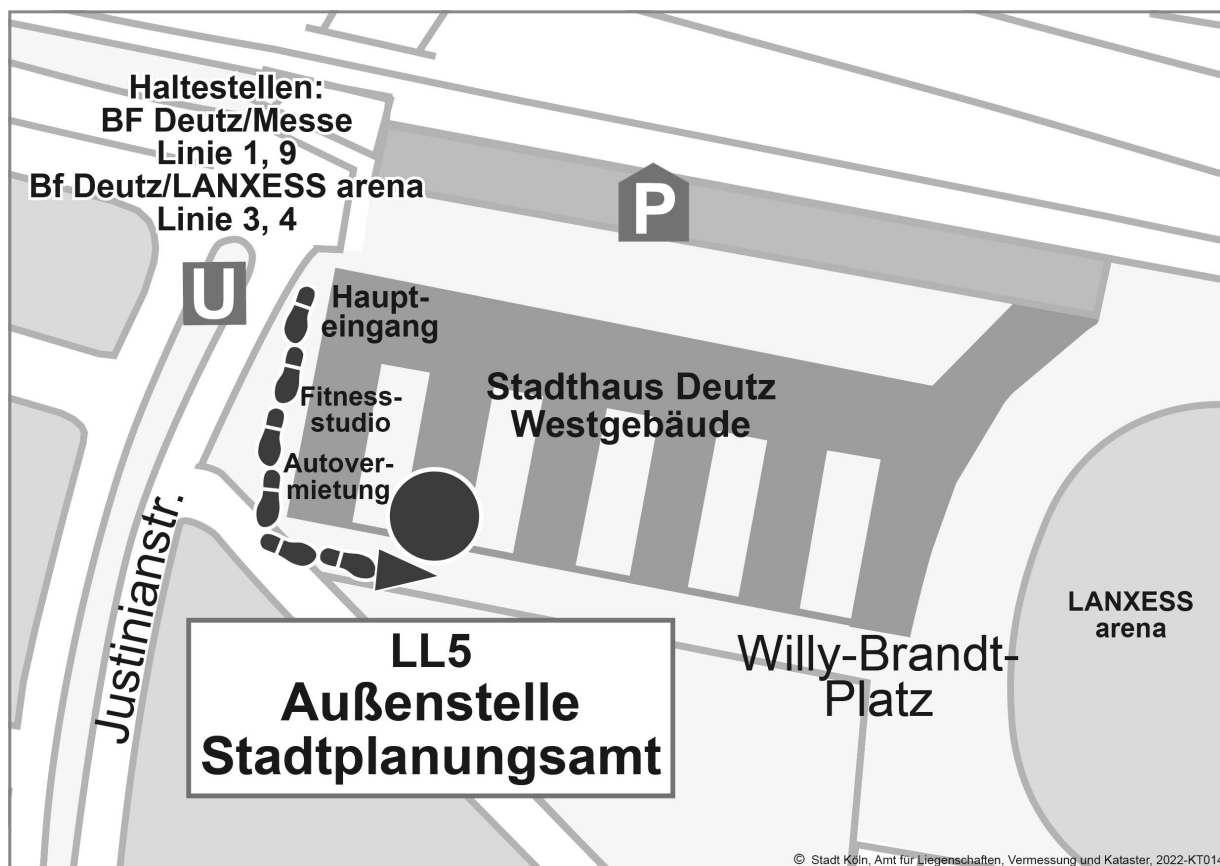 Haltestellen:
BF Deutz/Messe
Linie 1, 9
Bf Deutz/LANXESS arena
Linie 3, 4
P
U
Haupt-
eingang
Stadthaus Deutz
Westgebäude
Fitness-
studio
Autover-
mietung
Justinianstr.
LANXESS
arena
Willy-Brandt-
Platz
LL5
Außenstelle
Stadtplanungsamt
© Stadt Köln, Amt für Liegenschaften, Vermessung und Kataster, 2022-KT014